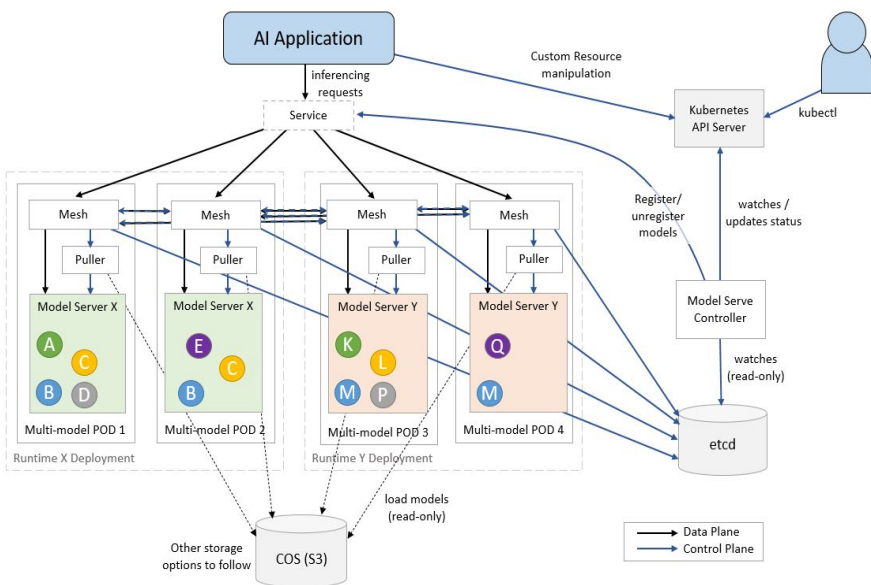 AI Application
inferencing
requests
Custom Resource
manipulation
kubectl
Kubernetes
API Server
Service
Register/
unregister
models
watches /
updates status
Mesh
Mesh
Mesh
Mesh
Puller
Puller
Puller
Puller
Model Server X
Model Server X
Model Server Y
Model Server Y
A
C
B
D
E
C
B
K
L
M
P
Q
M
Model Serve
Controller
watches
(read-only)
Multi-model POD 1
Multi-model POD 2
Multi-model POD 3
Multi-model POD 4
Runtime X Deployment
Runtime Y Deployment
etcd
load models
(read-only)
Other storage
options to follow
COS (S3)
Data Plane
Control Plane